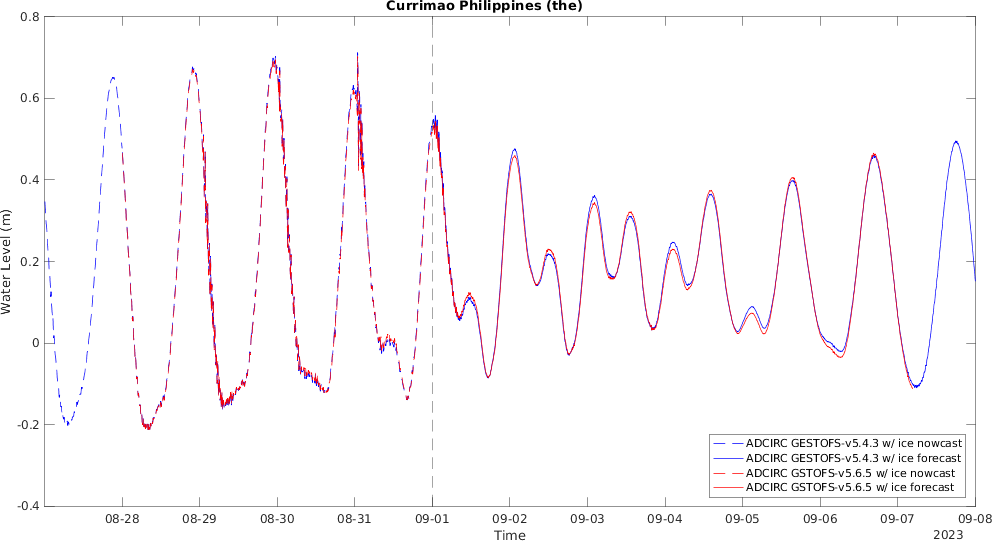 Currimao Philippines (the)
0.8
0.6
0.4
0.2
0
-0.2
-0.4
Water Level (m)
ADCIRC GESTOFS-v5.4.3 w/ ice nowcast
ADCIRC GESTOFS-v5.4.3 w/ ice forecast
ADCIRC GSTOFS-v5.6.5 w/ ice nowcast
ADCIRC GSTOFS-v5.6.5 w/ ice forecast
08-28 08-29 08-30 08-31 09-01 09-02 09-03 09-04 09-05 09-06 09-07 09-08
Time
2023